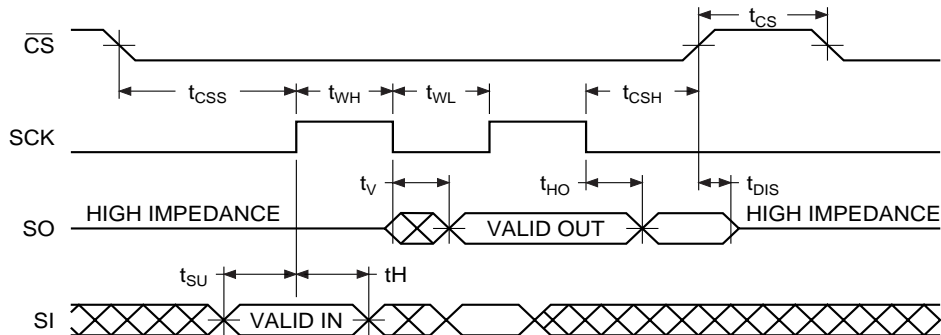 t_CS
C̅S̅
t_CSS t_WH t_WL t_CSH
SCK
t_V t_HO t_DIS
HIGH IMPEDANCE HIGH IMPEDANCE
SO VALID OUT
t_SU tH
SI VALID IN